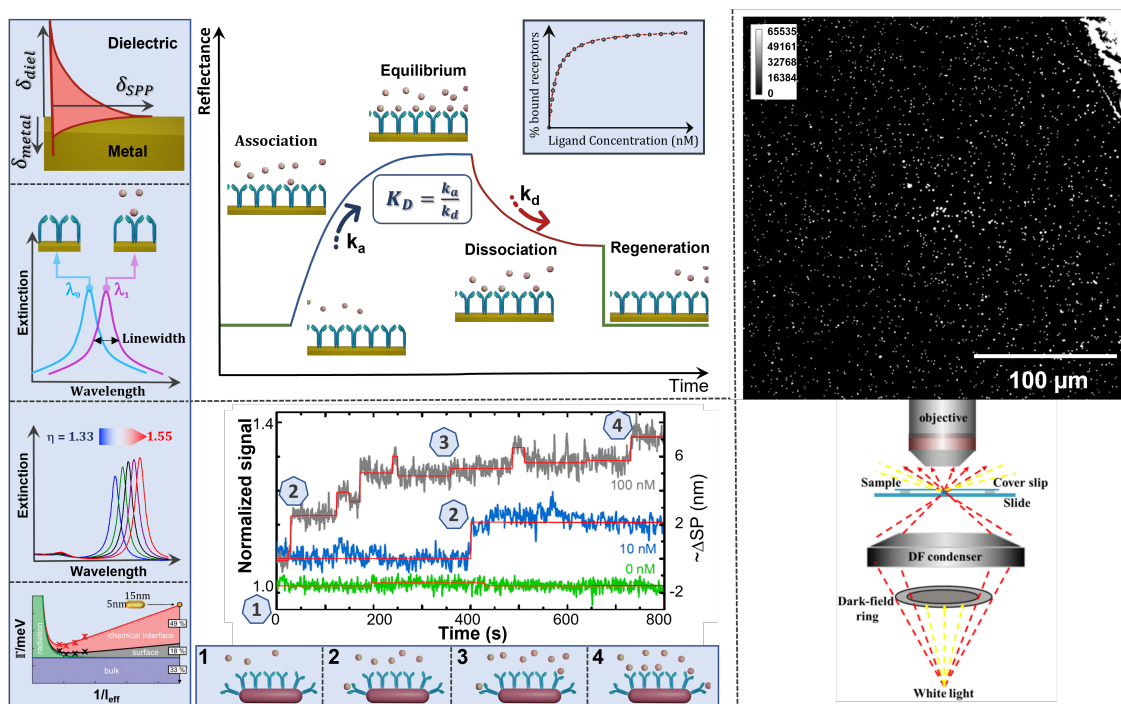 Dielectric
δdiel
δSPP
δmetal
Metal
Extinction
λ0
λ1
Linewidth
Wavelength
η = 1.33
1.55
Extinction
Wavelength
Γ/meV
radiation
15nm
5nm
chemical interface
surface
bulk
49 %
18 %
33 %
1/leff
Reflectance
Association
Equilibrium
KD = ka/kd
ka
kd
Dissociation
Regeneration
Time
% bound receptors
Ligand Concentration (nM)
Normalized signal
1.4
1.0
1
2
3
4
2
100 nM
10 nM
0 nM
6
2
-2
~ΔSP (nm)
0
200
400
600
800
Time (s)
1
2
3
4
65535
49161
32768
16384
0
100 µm
objective
Sample
Cover slip
Slide
DF condenser
Dark-field
ring
White light